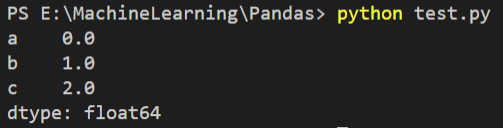 PS E:\MachineLearning\Pandas> python test.py
a    0.0
b    1.0
c    2.0
dtype: float64